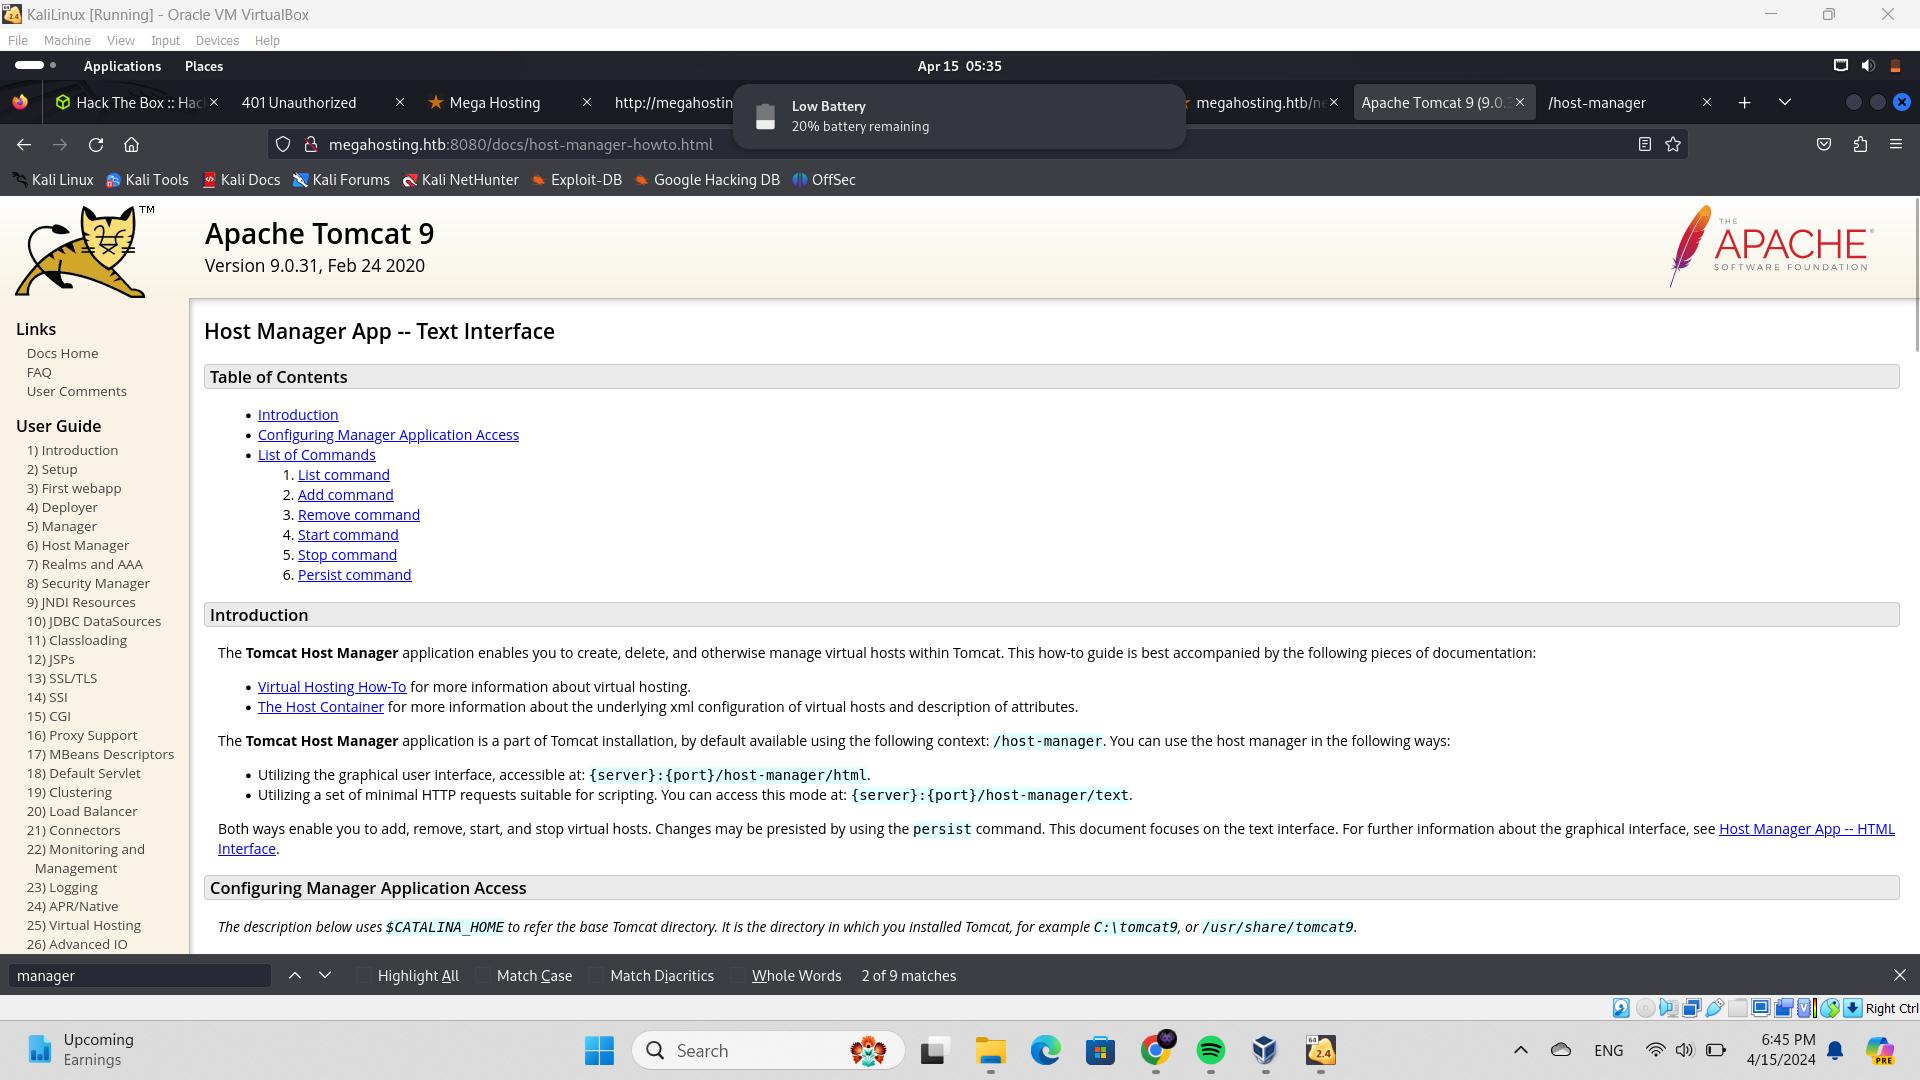 KaliLinux [Running] - Oracle VM VirtualBox
File Machine View Input Devices Help
Applications Places Apr 15 05:35
Hack The Box :: Hac 401 Unauthorized Mega Hosting http://megahostin megahosting.htb/ne Apache Tomcat 9 (9.0.3 /host-manager
Low Battery
20% battery remaining
megahosting.htb:8080/docs/host-manager-howto.html
Kali Linux Kali Tools Kali Docs Kali Forums Kali NetHunter Exploit-DB Google Hacking DB OffSec
TM
Apache Tomcat 9
Version 9.0.31, Feb 24 2020
THE
APACHE
SOFTWARE FOUNDATION
Links
Docs Home
FAQ
User Comments
User Guide
1) Introduction
2) Setup
3) First webapp
4) Deployer
5) Manager
6) Host Manager
7) Realms and AAA
8) Security Manager
9) JNDI Resources
10) JDBC DataSources
11) Classloading
12) JSPs
13) SSL/TLS
14) SSI
15) CGI
16) Proxy Support
17) MBeans Descriptors
18) Default Servlet
19) Clustering
20) Load Balancer
21) Connectors
22) Monitoring and
Management
23) Logging
24) APR/Native
25) Virtual Hosting
26) Advanced IO
Host Manager App -- Text Interface
Table of Contents
• Introduction
• Configuring Manager Application Access
• List of Commands
1. List command
2. Add command
3. Remove command
4. Start command
5. Stop command
6. Persist command
Introduction
The Tomcat Host Manager application enables you to create, delete, and otherwise manage virtual hosts within Tomcat. This how-to guide is best accompanied by the following pieces of documentation:
• Virtual Hosting How-To for more information about virtual hosting.
• The Host Container for more information about the underlying xml configuration of virtual hosts and description of attributes.
The Tomcat Host Manager application is a part of Tomcat installation, by default available using the following context: /host-manager. You can use the host manager in the following ways:
• Utilizing the graphical user interface, accessible at: {server}:{port}/host-manager/html.
• Utilizing a set of minimal HTTP requests suitable for scripting. You can access this mode at: {server}:{port}/host-manager/text.
Both ways enable you to add, remove, start, and stop virtual hosts. Changes may be presisted by using the persist command. This document focuses on the text interface. For further information about the graphical interface, see Host Manager App -- HTML
Interface.
Configuring Manager Application Access
The description below uses $CATALINA_HOME to refer the base Tomcat directory. It is the directory in which you installed Tomcat, for example C:\tomcat9, or /usr/share/tomcat9.
manager Highlight All Match Case Match Diacritics Whole Words 2 of 9 matches
Right Ctrl
Upcoming
Earnings
Search
64
2.4
ENG
6:45 PM
4/15/2024
PRE